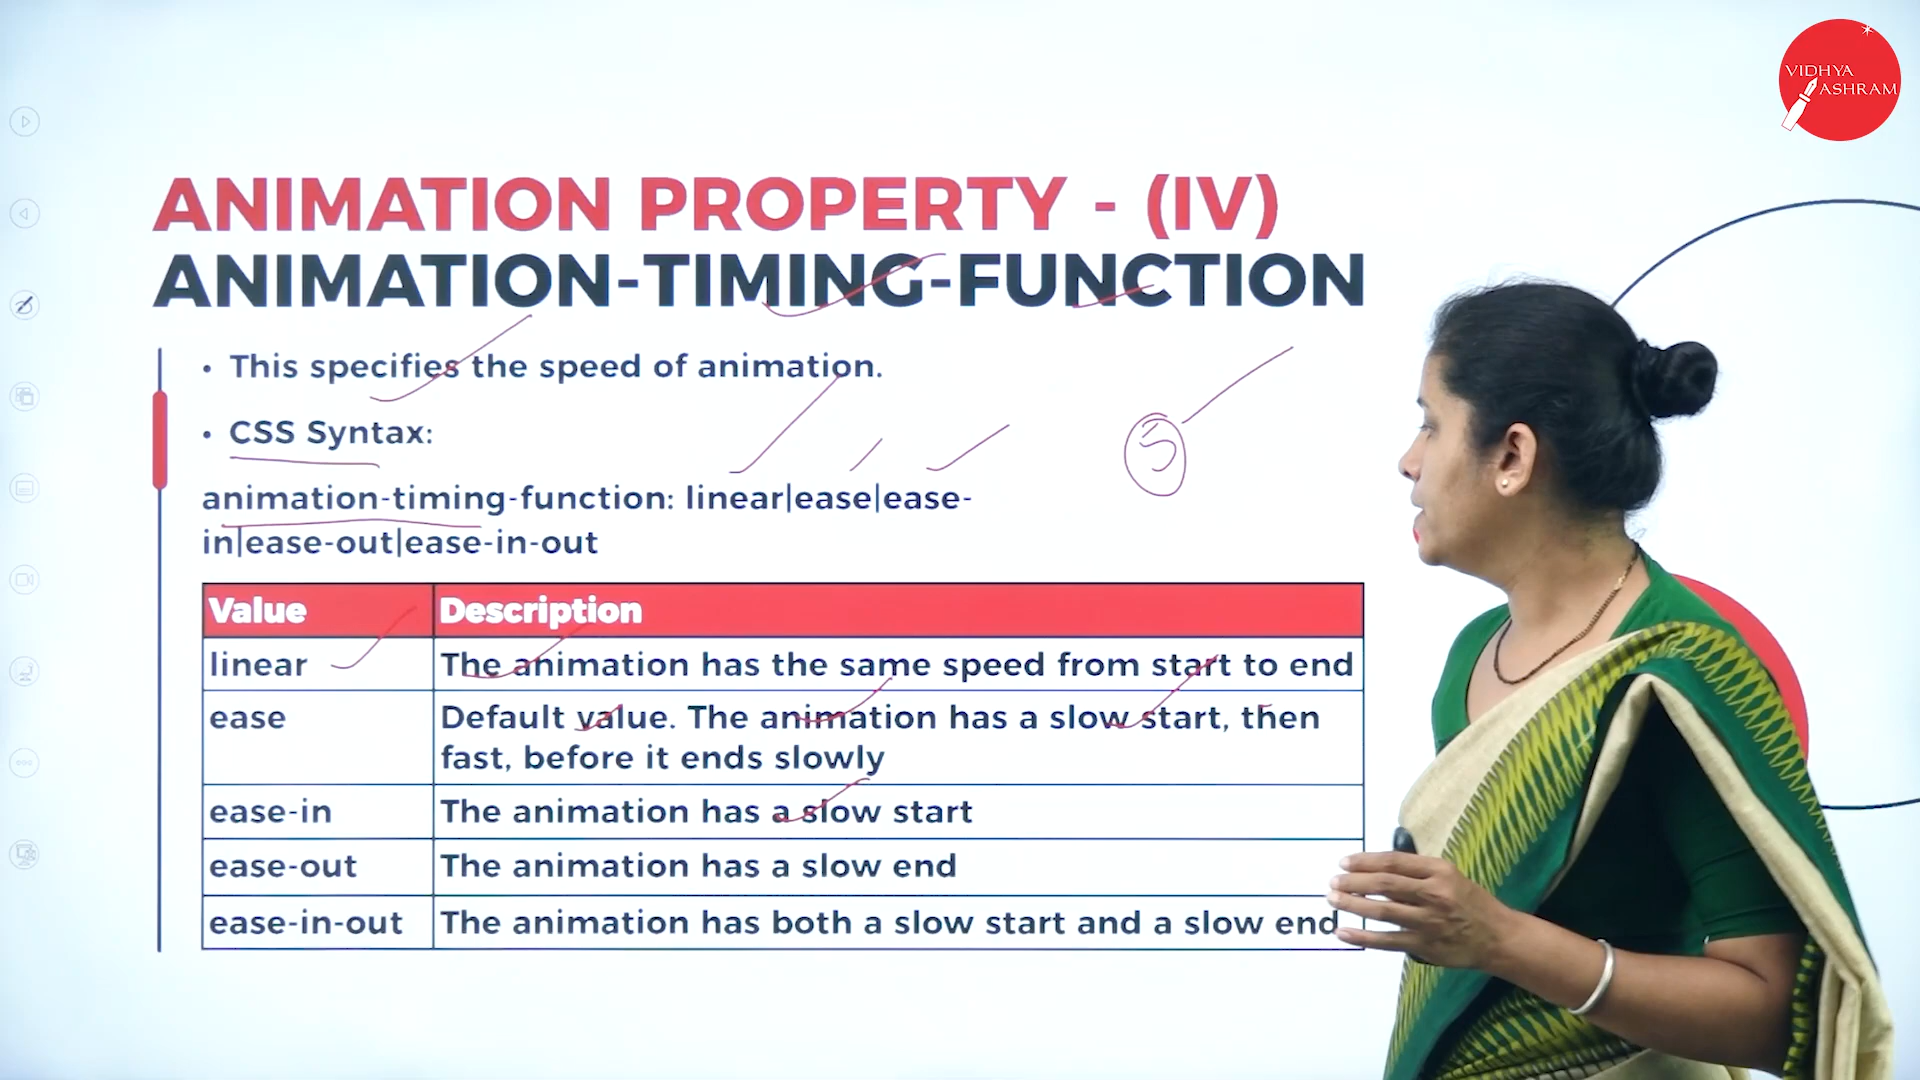 VIDHYA
ASHRAM
ANIMATION PROPERTY - (IV)
ANIMATION-TIMING-FUNCTION
• This specifies the speed of animation.
• CSS Syntax:
5
animation-timing-function: linear|ease|ease-
in|ease-out|ease-in-out
Value Description
linear The animation has the same speed from start to end
ease Default value. The animation has a slow start, then
fast, before it ends slowly
ease-in The animation has a slow start
ease-out The animation has a slow end
ease-in-out The animation has both a slow start and a slow end